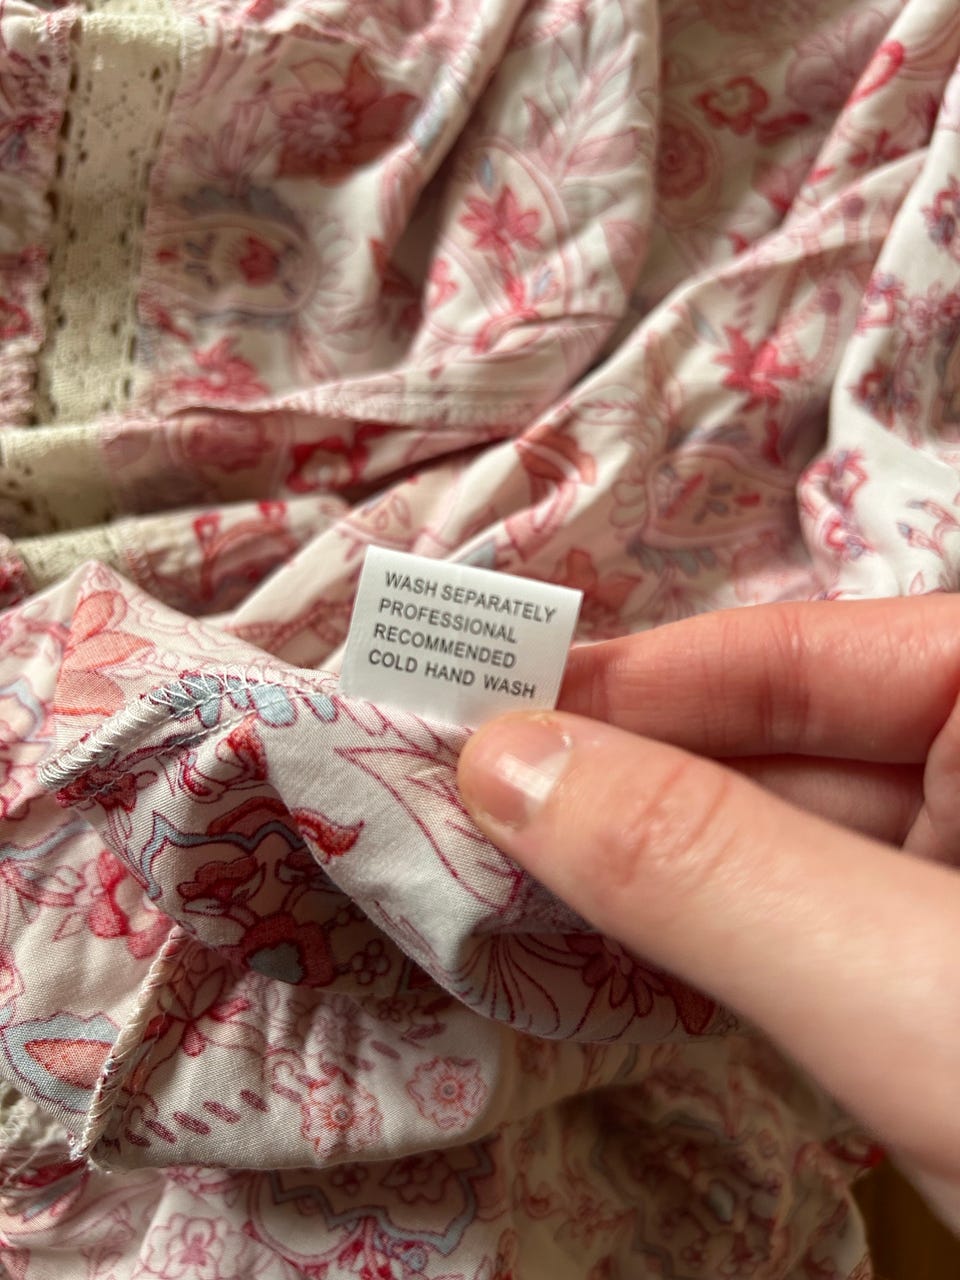 WASH SEPARATELY
PROFESSIONAL
RECOMMENDED
COLD HAND WASH